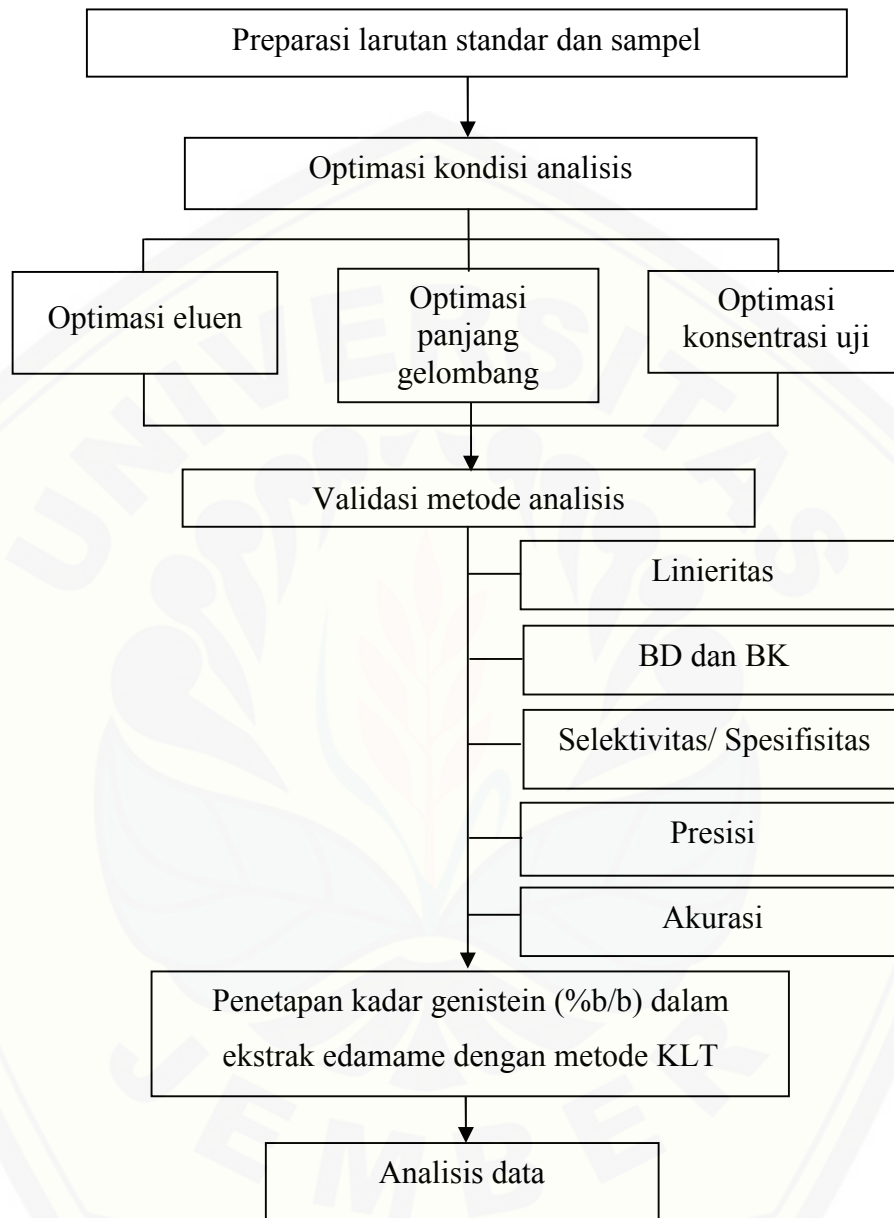 Preparasi larutan standar dan sampel
Optimasi kondisi analisis
Optimasi eluen
Optimasi
panjang
gelombang
Optimasi
konsentrasi uji
Validasi metode analisis
Linieritas
BD dan BK
Selektivitas/ Spesifisitas
Presisi
Akurasi
Penetapan kadar genistein (%b/b) dalam
ekstrak edamame dengan metode KLT
Analisis data
UNIVERSITAS
JEMBER